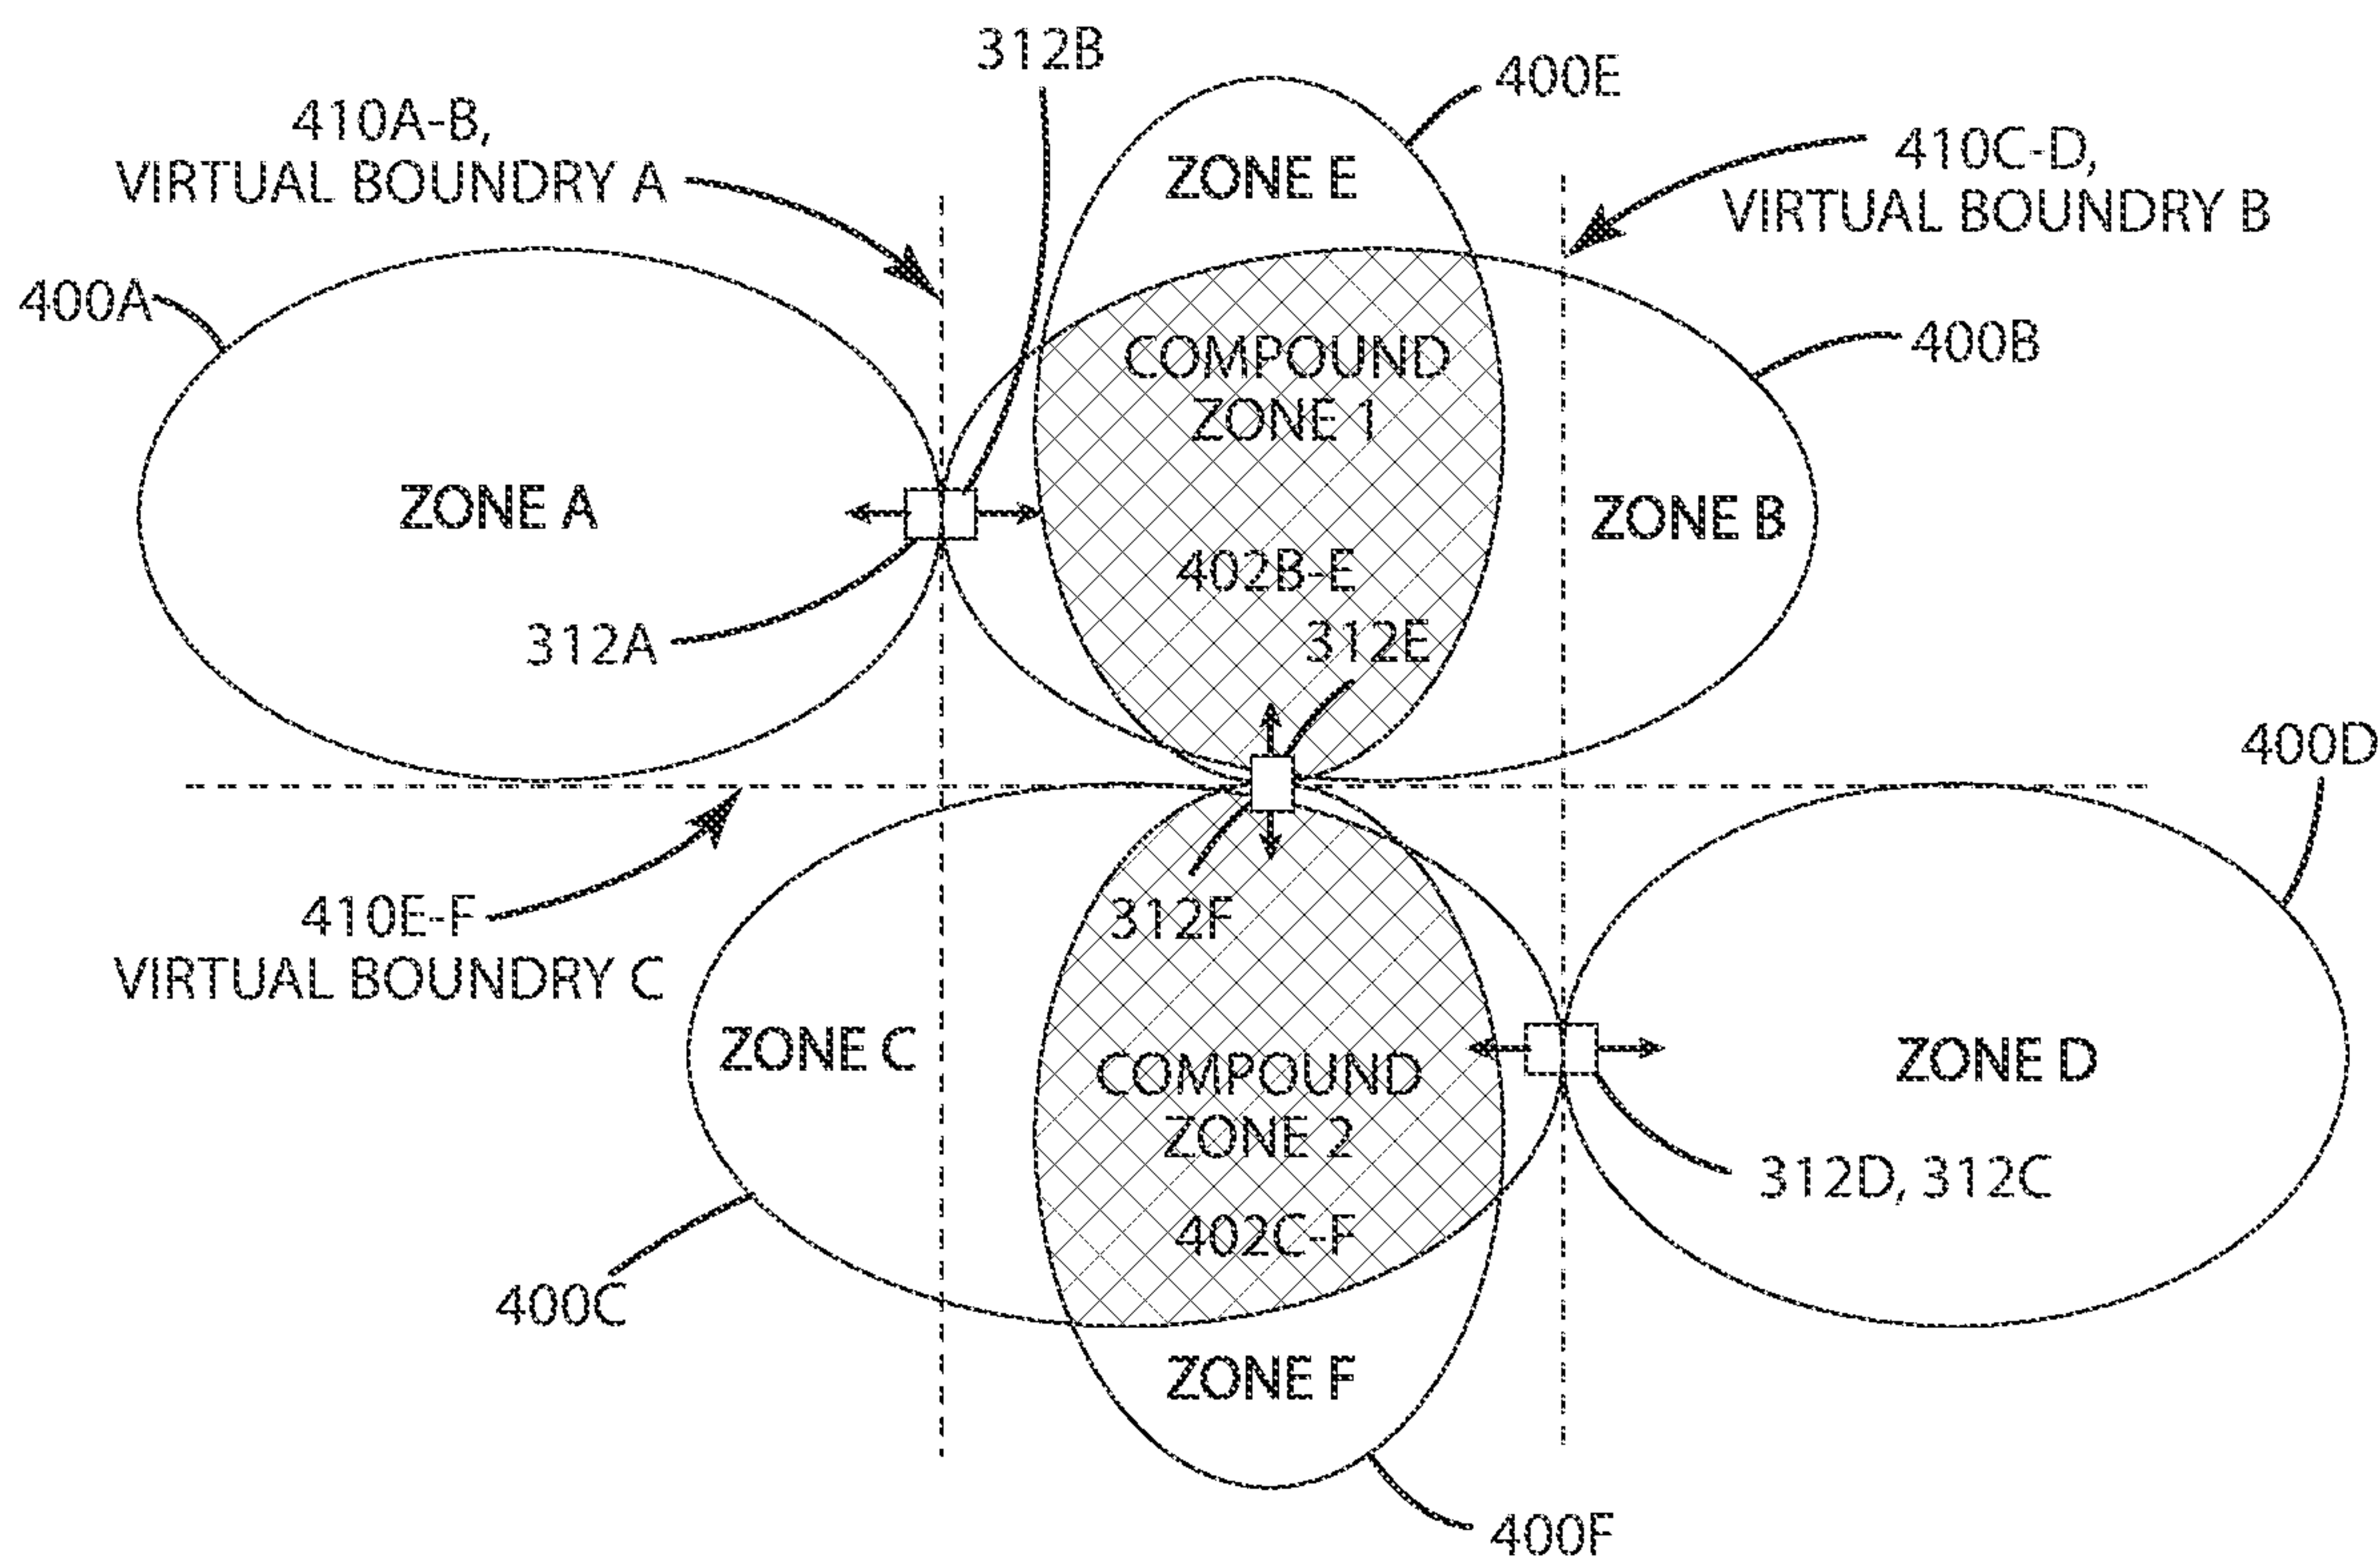 312B
400E
410A-B,
VIRTUAL BOUNDRY A
410C-D,
VIRTUAL BOUNDRY B
ZONE E
400A
400B
COMPOUND
ZONE 1
ZONE A
ZONE B
402B-E
312E
312A
400D
410E-F
VIRTUAL BOUNDRY C
312F
ZONE C
COMPOUND
ZONE 2
ZONE D
312D, 312C
402C-F
400C
ZONE F
400F